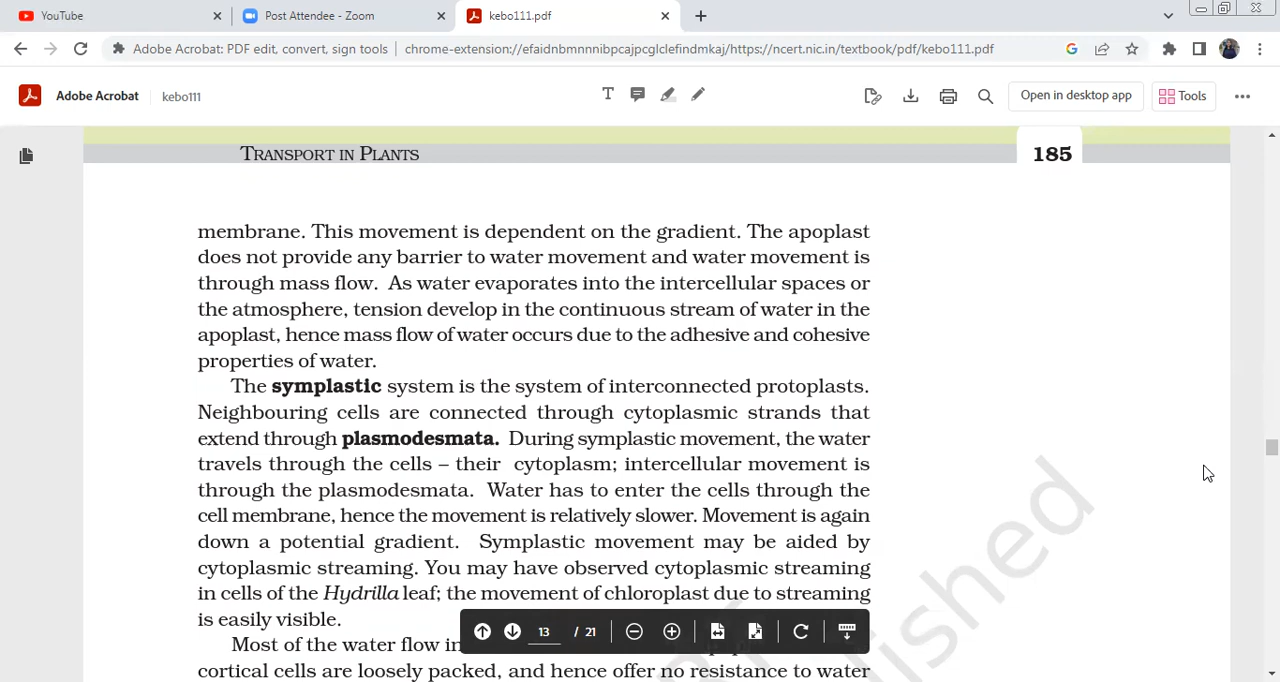 YouTube
Post Attendee - Zoom
kebo111.pdf
Adobe Acrobat: PDF edit, convert, sign tools | chrome-extension://efaidnbmnnnibpcajpcglclefindmkaj/https://ncert.nic.in/textbook/pdf/kebo111.pdf
Adobe Acrobat kebo111
Open in desktop app
Tools
TRANSPORT IN PLANTS 185
membrane. This movement is dependent on the gradient. The apoplast
does not provide any barrier to water movement and water movement is
through mass flow. As water evaporates into the intercellular spaces or
the atmosphere, tension develop in the continuous stream of water in the
apoplast, hence mass flow of water occurs due to the adhesive and cohesive
properties of water.
The symplastic system is the system of interconnected protoplasts.
Neighbouring cells are connected through cytoplasmic strands that
extend through plasmodesmata. During symplastic movement, the water
travels through the cells – their cytoplasm; intercellular movement is
through the plasmodesmata. Water has to enter the cells through the
cell membrane, hence the movement is relatively slower. Movement is again
down a potential gradient. Symplastic movement may be aided by
cytoplasmic streaming. You may have observed cytoplasmic streaming
in cells of the Hydrilla leaf; the movement of chloroplast due to streaming
is easily visible.
13 / 21
Most of the water flow in
cortical cells are loosely packed, and hence offer no resistance to water